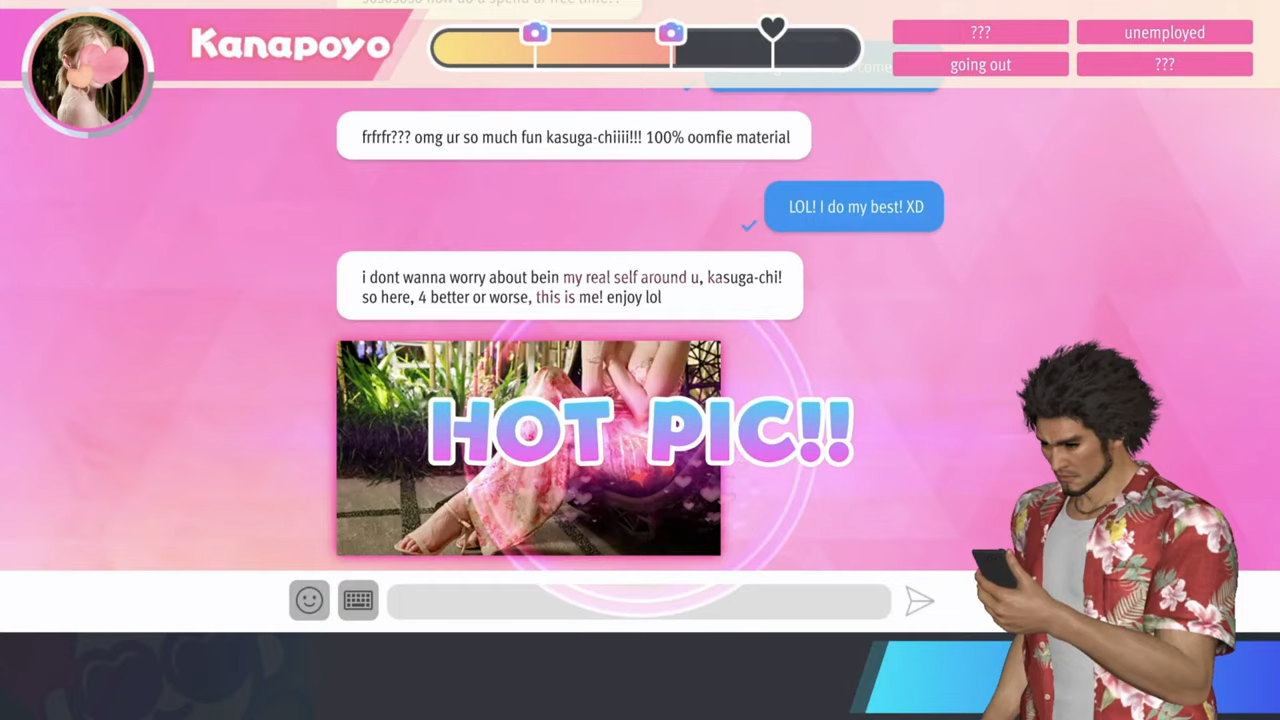 Kanapoyo
???
unemployed
going out
???
frfrfr??? omg ur so much fun kasuga-chiiii!!! 100% oomfie material
LOL! I do my best! XD
i dont wanna worry about bein my real self around u, kasuga-chi!
so here, 4 better or worse, this is me! enjoy lol
HOT PIC!!